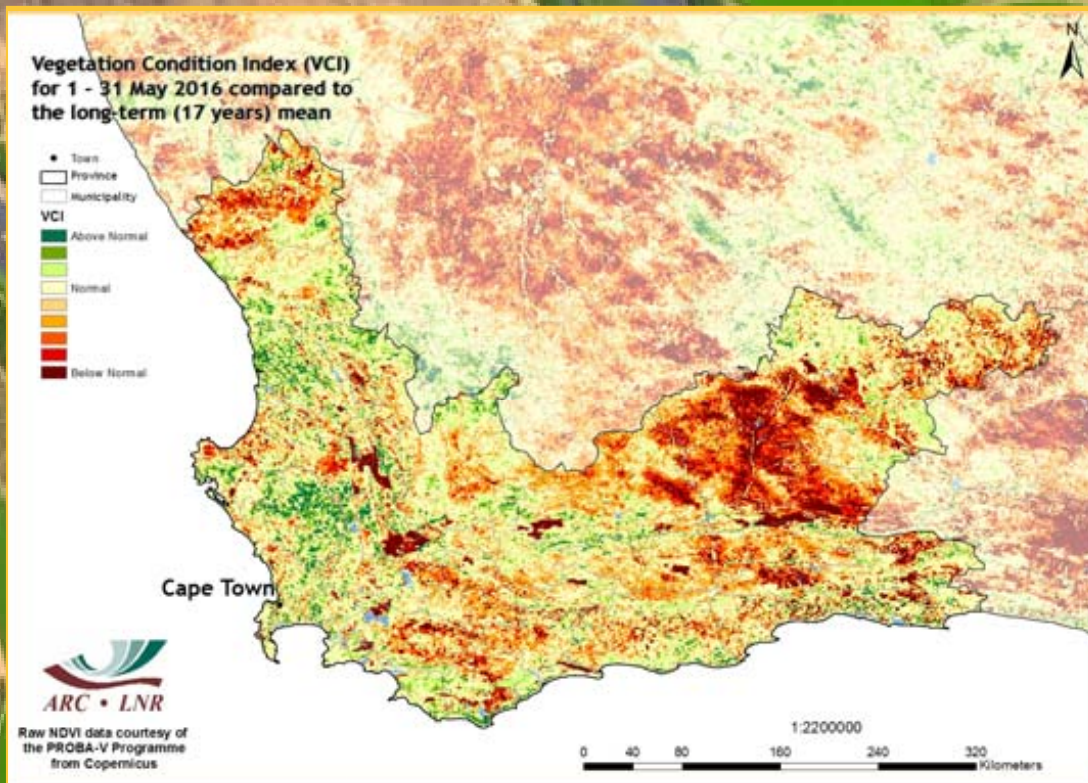 Vegetation Condition Index (VCI)
for 1 - 31 May 2016 compared to
the long-term (17 years) mean
N
Town
Province
Municipality
VCI
Above Normal
Normal
Below Normal
Cape Town
ARC • LNR
Raw NDVI data courtesy of
the PROBA-V Programme
from Copernicus
1:2200000
0 40 80 160 240 320
Kilometers